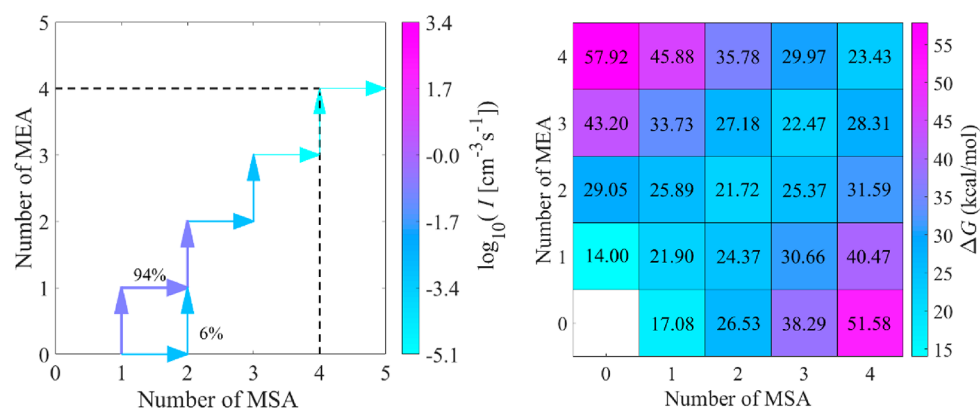 5
4
3
2
1
0
Number of MEA
94%
6%
0 1 2 3 4 5
Number of MSA
3.4
1.7
-0.0
-1.7
-3.4
-5.1
log10( I [cm-3s-1])
4 57.92 45.88 35.78 29.97 23.43
3 43.20 33.73 27.18 22.47 28.31
2 29.05 25.89 21.72 25.37 31.59
1 14.00 21.90 24.37 30.66 40.47
0 17.08 26.53 38.29 51.58
Number of MEA
0 1 2 3 4
Number of MSA
55
50
45
40
35
30
25
20
15
ΔG (kcal/mol)